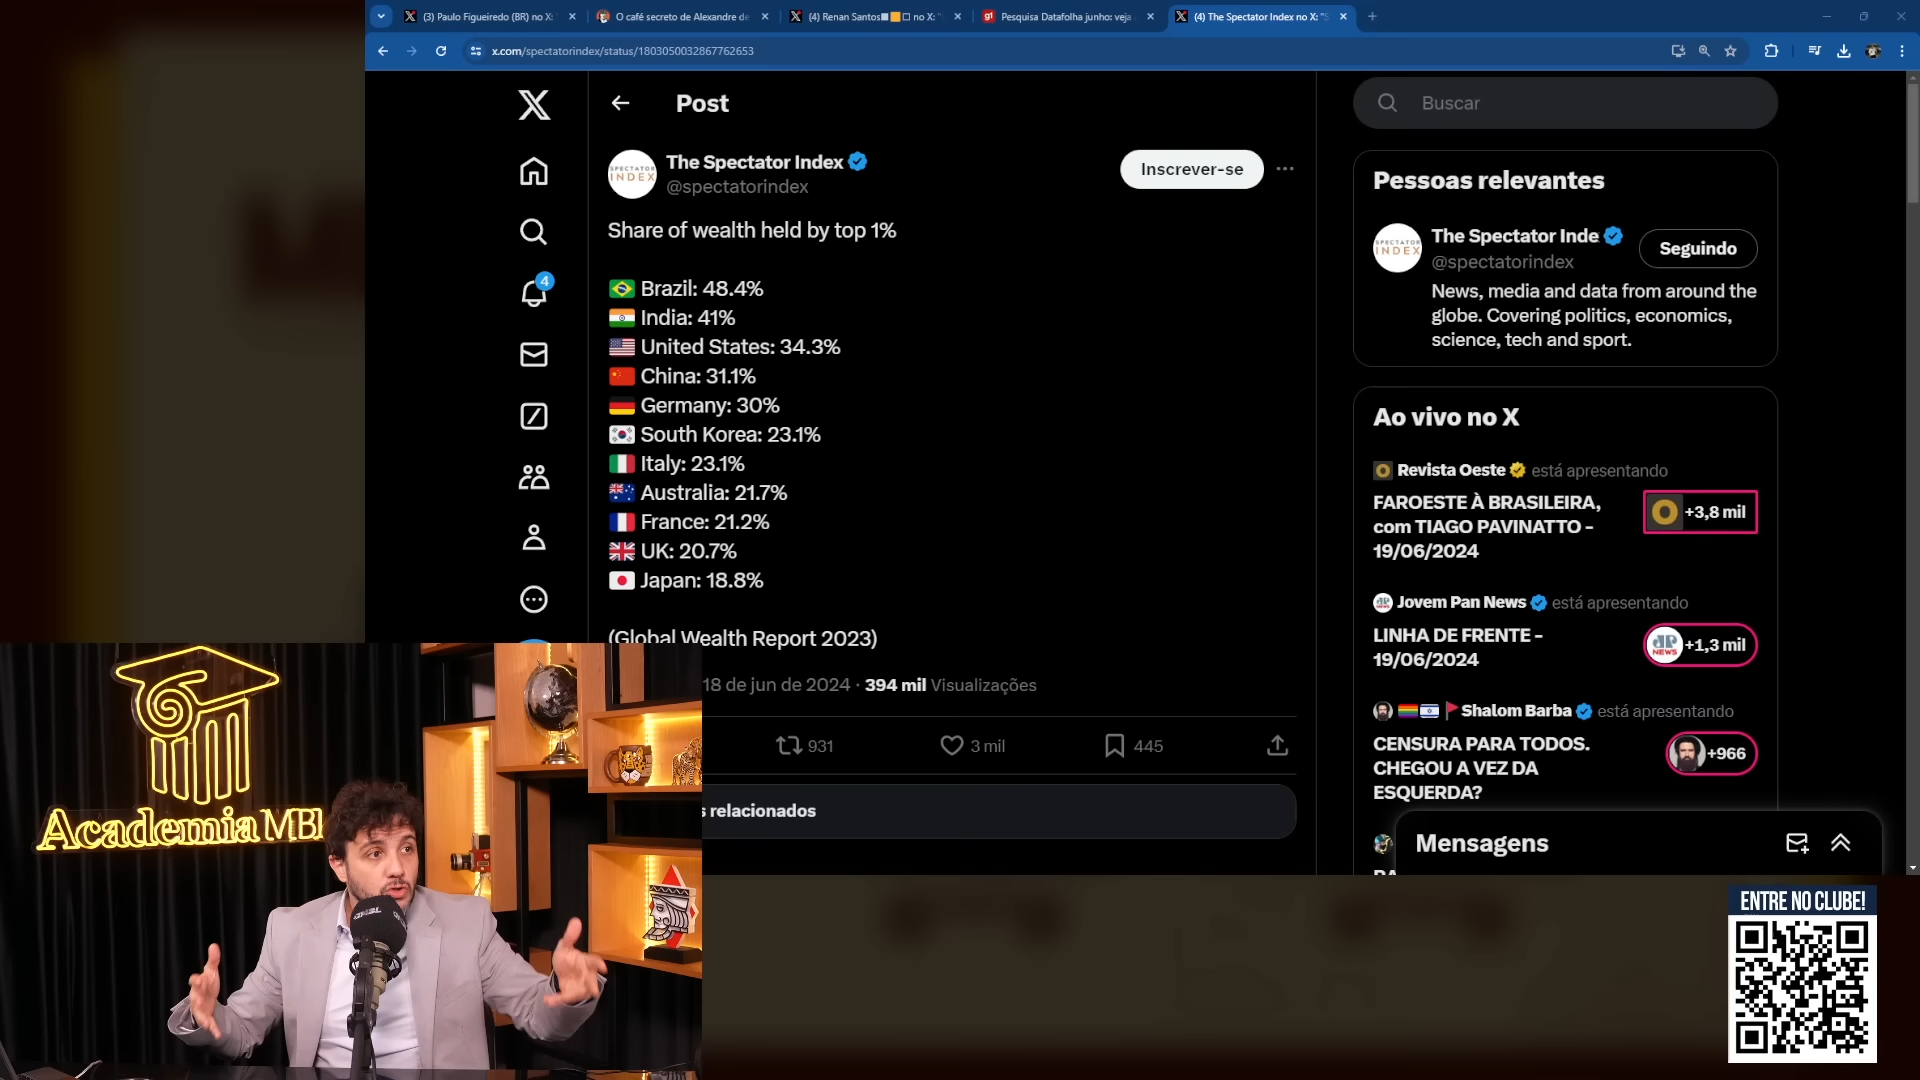 (3) Paulo Figueiredo (BR) no X:
O café secreto de Alexandre de
(4) Renan Santos
no X:
Pesquisa Datafolha junho: veja
(4) The Spectator Index no X: "S
x.com/spectatorindex/status/1803050032867762653
Post
Buscar
The Spectator Index
@spectatorindex
Inscrever-se
SPECTATOR
INDEX
Share of wealth held by top 1%
Brazil: 48.4%
India: 41%
United States: 34.3%
China: 31.1%
Germany: 30%
South Korea: 23.1%
Italy: 23.1%
Australia: 21.7%
France: 21.2%
UK: 20.7%
Japan: 18.8%
(Global Wealth Report 2023)
18 de jun de 2024 · 394 mil Visualizações
931
3 mil
445
s relacionados
4
Pessoas relevantes
SPECTATOR
INDEX
The Spectator Inde
@spectatorindex
Seguindo
News, media and data from around the
globe. Covering politics, economics,
science, tech and sport.
Ao vivo no X
Revista Oeste está apresentando
FAROESTE À BRASILEIRA,
com TIAGO PAVINATTO -
19/06/2024
+3,8 mil
Jovem Pan News está apresentando
LINHA DE FRENTE -
19/06/2024
JP
NEWS
+1,3 mil
Shalom Barba está apresentando
CENSURA PARA TODOS.
CHEGOU A VEZ DA
ESQUERDA?
+966
Mensagens
Academia MBL
ENTRE NO CLUBE!